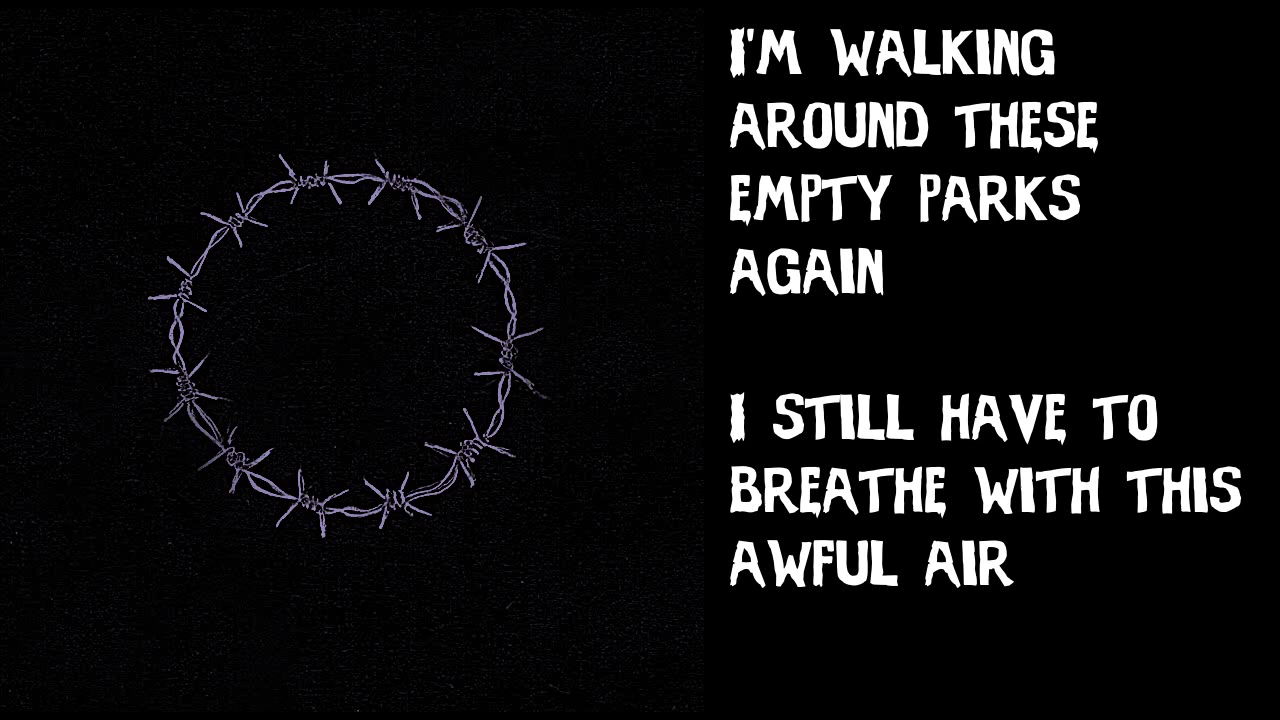 I'M WALKING
AROUND THESE
EMPTY PARKS
AGAIN
I STILL HAVE TO
BREATHE WITH THIS
AWFUL AIR